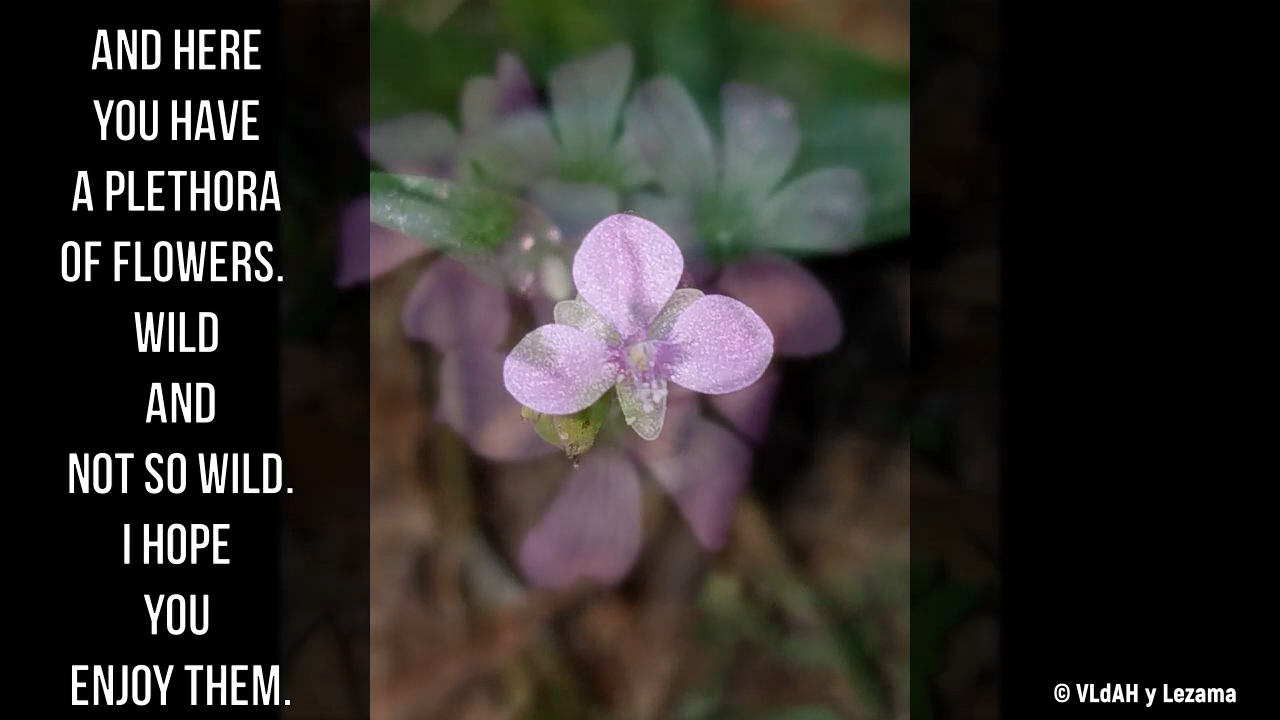 AND HERE
YOU HAVE
A PLETHORA
OF FLOWERS.
WILD
AND
NOT SO WILD.
I HOPE
YOU
ENJOY THEM.
© VLdAH y Lezama